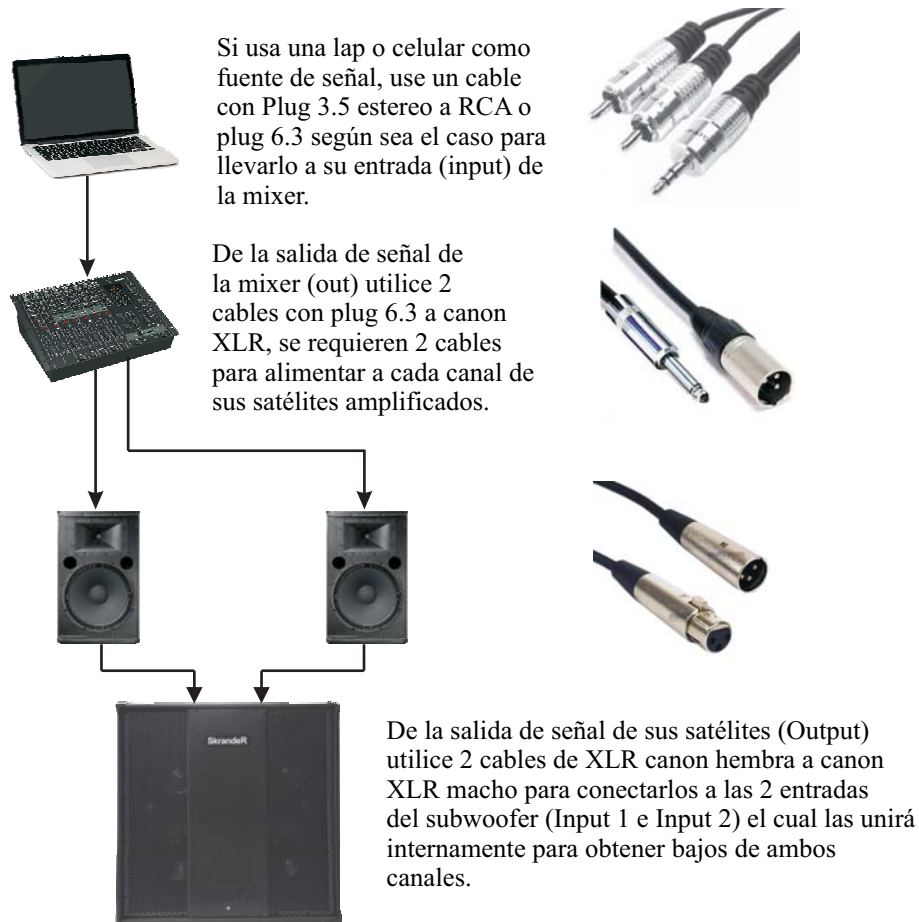 Si usa una lap o celular como
fuente de señal, use un cable
con Plug 3.5 estereo a RCA o
plug 6.3 según sea el caso para
llevarlo a su entrada (input) de
la mixer.
De la salida de señal de
la mixer (out) utilice 2
cables con plug 6.3 a canon
XLR, se requieren 2 cables
para alimentar a cada canal de
sus satélites amplificados.
SkrandeR
De la salida de señal de sus satélites (Output)
utilice 2 cables de XLR canon hembra a canon
XLR macho para conectarlos a las 2 entradas
del subwoofer (Input 1 e Input 2) el cual las unirá
internamente para obtener bajos de ambos
canales.